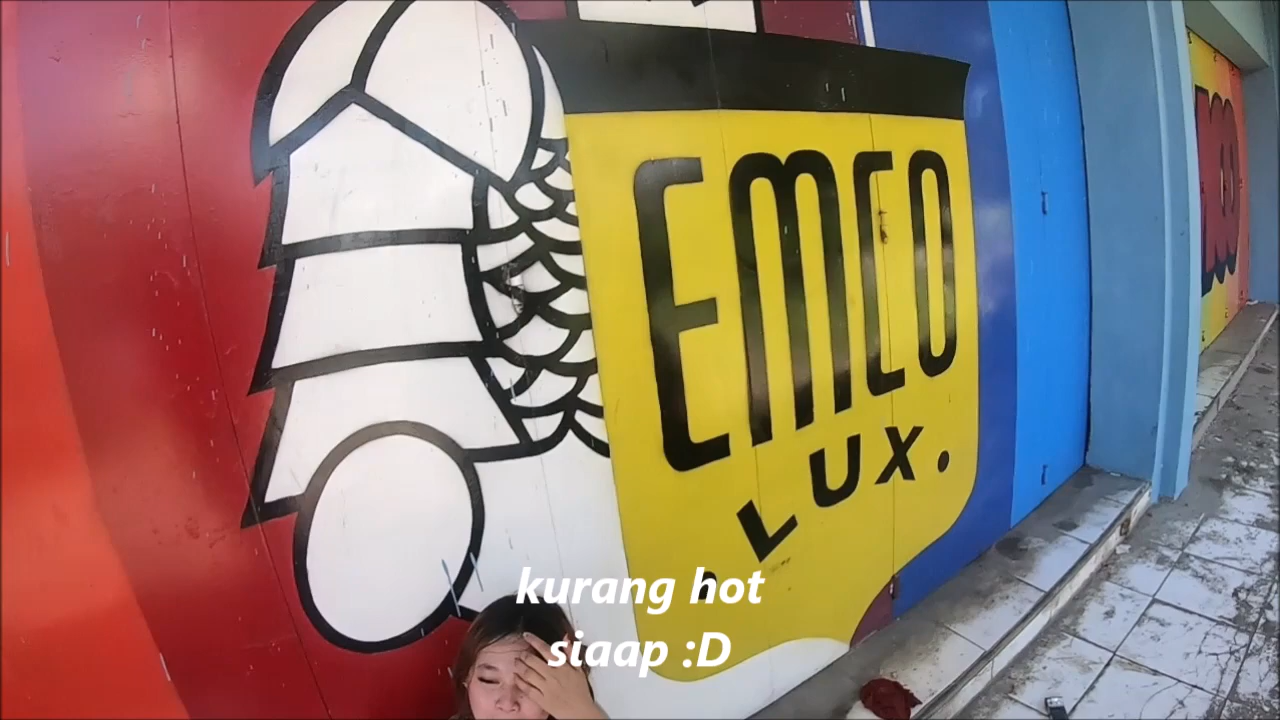 EMCO
. LUX .
kurang hot
siaap :D